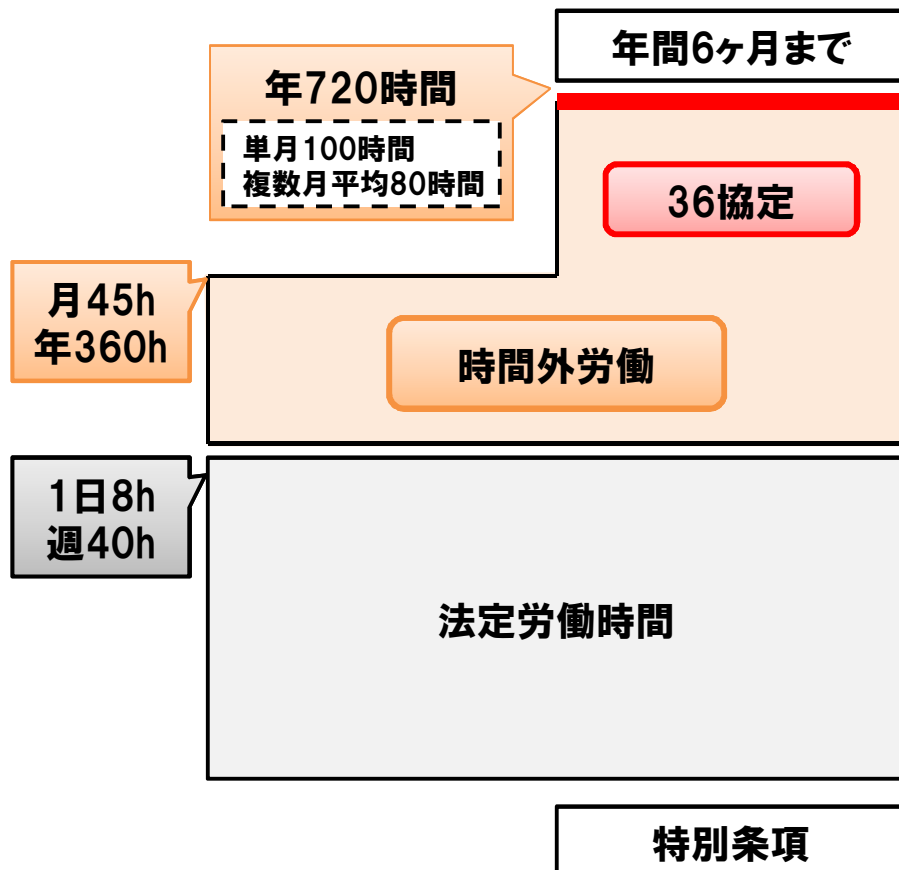 年間6ヶ月まで
年720時間
単月100時間
複数月平均80時間
36協定
月45h
年360h
時間外労働
1日8h
週40h
法定労働時間
特別条項